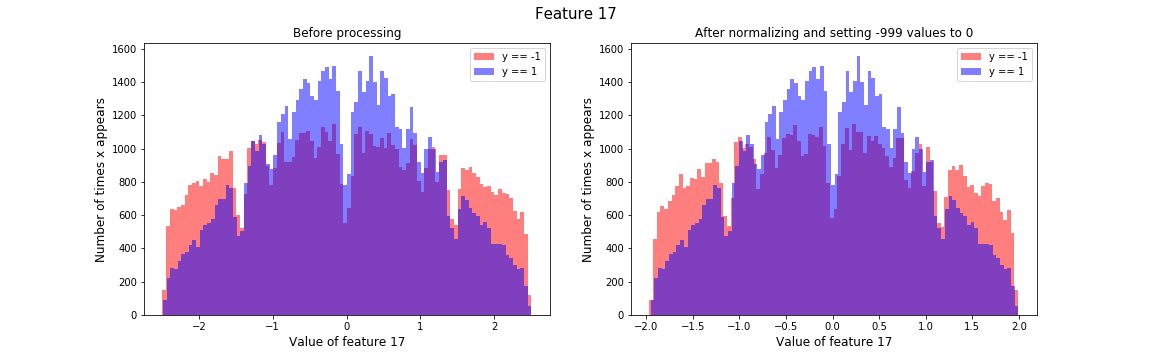 Feature 17
Before processing
1600
1400
1200
1000
800
600
400
200
0
−2
−1
0
1
2
Number of times x appears
Value of feature 17
y == -1
y == 1
After normalizing and setting -999 values to 0
1600
1400
1200
1000
800
600
400
200
0
−2.0
−1.5
−1.0
−0.5
0.0
0.5
1.0
1.5
2.0
Number of times x appears
Value of feature 17
y == -1
y == 1